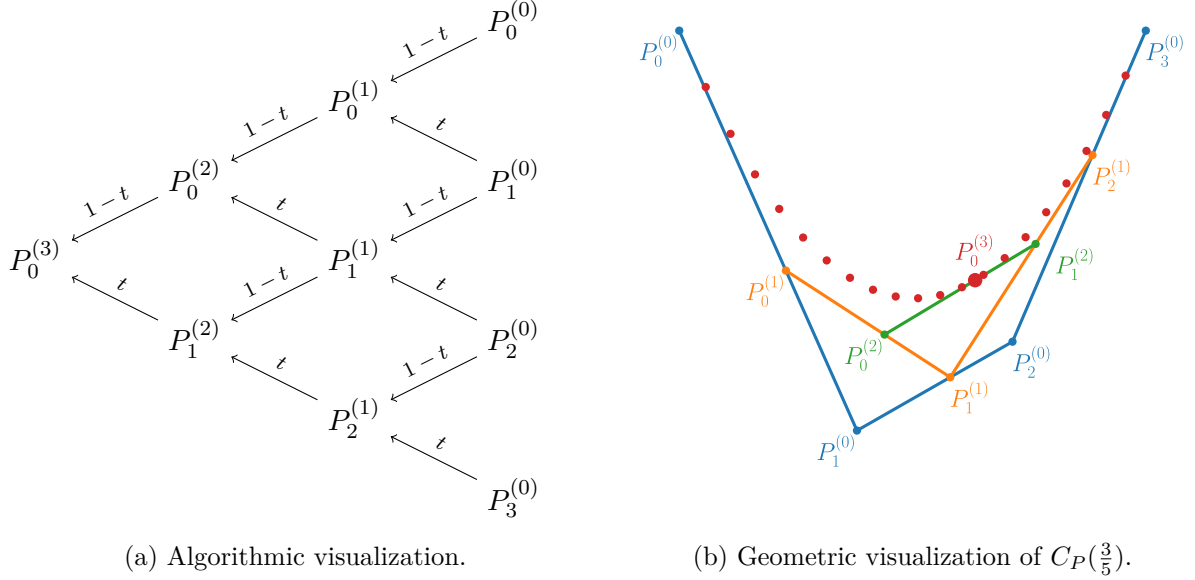 P_0^{(0)}
1 − t
P_0^{(1)}
1 − t
t
P_0^{(2)}
P_1^{(0)}
1 − t
t
1 − t
P_0^{(3)}
P_1^{(1)}
t
1 − t
t
P_1^{(2)}
P_2^{(0)}
t
1 − t
P_2^{(1)}
t
P_3^{(0)}
(a) Algorithmic visualization.
P_0^{(0)}
P_3^{(0)}
P_2^{(1)}
P_0^{(3)}
P_1^{(2)}
P_0^{(1)}
P_0^{(2)}
P_2^{(0)}
P_1^{(1)}
P_1^{(0)}
(b) Geometric visualization of C_P(3/5).